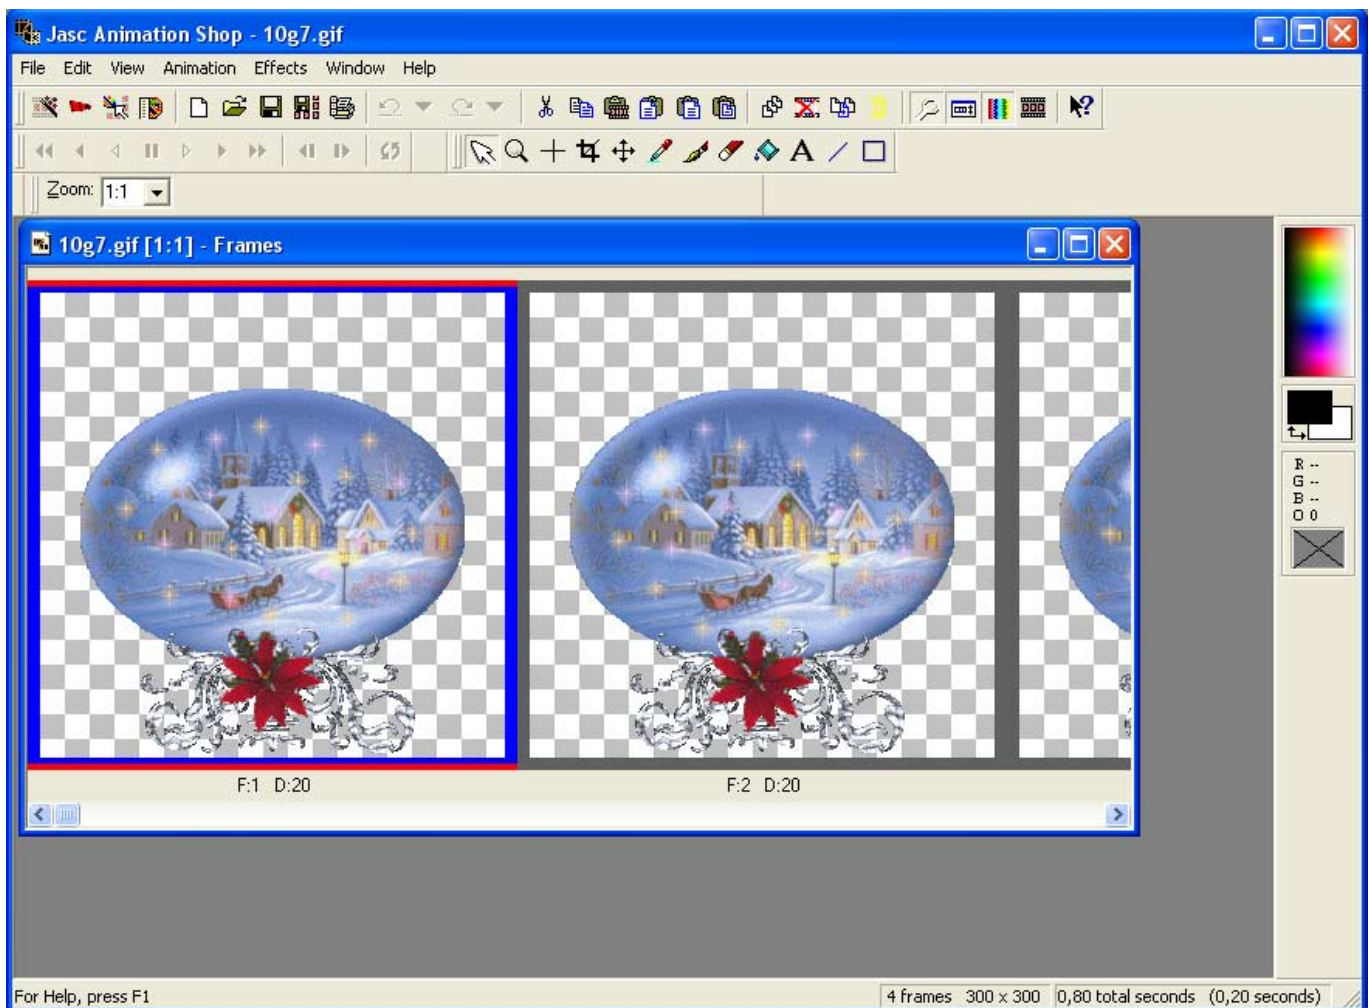 Jasc Animation Shop - 10g7.gif
File Edit View Animation Effects Window Help
Zoom: 1:1
10g7.gif [1:1] - Frames
R --
G --
B --
O 0
F:1 D:20
F:2 D:20
For Help, press F1
4 frames 300 x 300
0,80 total seconds (0,20 seconds)